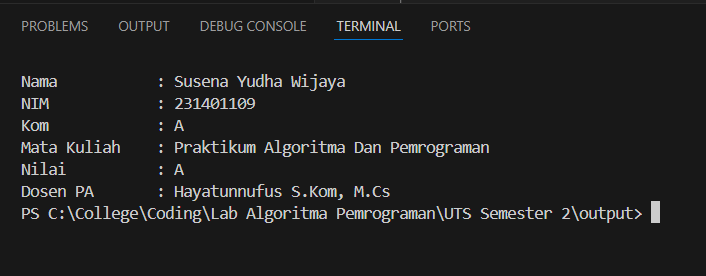 PROBLEMS OUTPUT DEBUG CONSOLE TERMINAL PORTS
Nama : Susena Yudha Wijaya
NIM : 231401109
Kom : A
Mata Kuliah : Praktikum Algoritma Dan Pemrograman
Nilai : A
Dosen PA : Hayatunnufus S.Kom, M.Cs
PS C:\College\Coding\Lab Algoritma Pemrograman\UTS Semester 2\output>